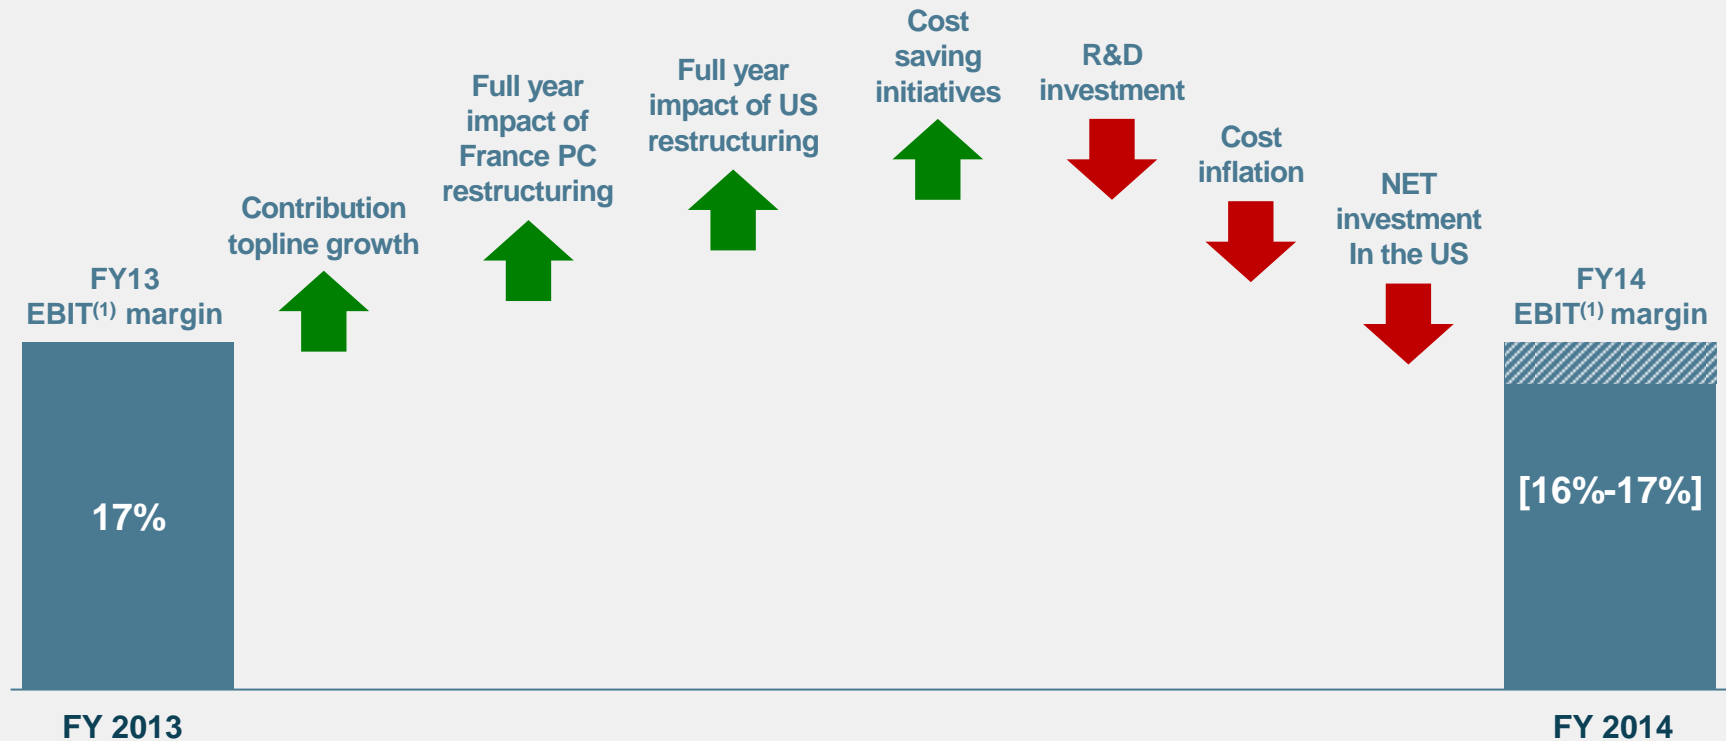 FY13
EBIT(1) margin
17%
FY 2013
Contribution
topline growth
Full year
impact of
France PC
restructuring
Full year
impact of US
restructuring
Cost
saving
initiatives
R&D
investment
Cost
inflation
NET
investment
In the US
FY14
EBIT(1) margin
[16%-17%]
FY 2014